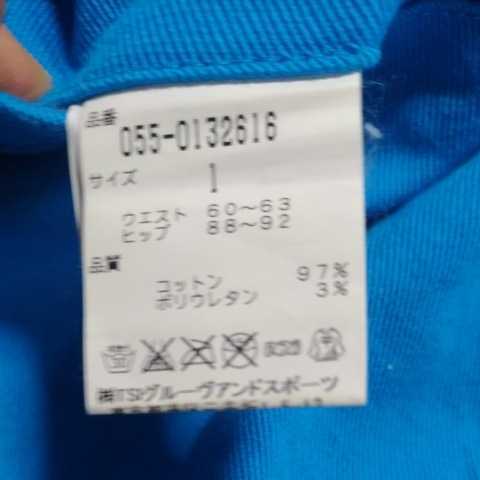 品番
055-0132616
サイズ 1
ウエスト 60〜63
ヒップ 88〜92
品質
コットン 97%
ポリウレタン 3%
㈱TSIグルーヴアンドスポーツ